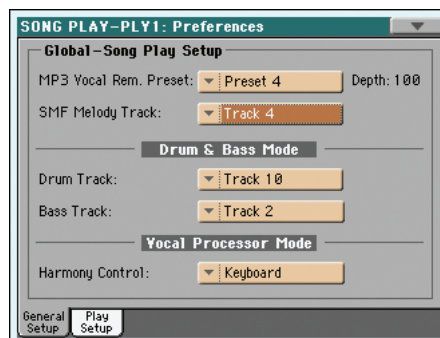 SONG PLAY-PLY1: Preferences
Global-Song Play Setup
MP3 Vocal Rem. Preset: Preset 4 Depth: 100
SMF Melody Track: Track 4
Drum & Bass Mode
Drum Track: Track 10
Bass Track: Track 2
Vocal Processor Mode
Harmony Control: Keyboard
General Setup Play Setup